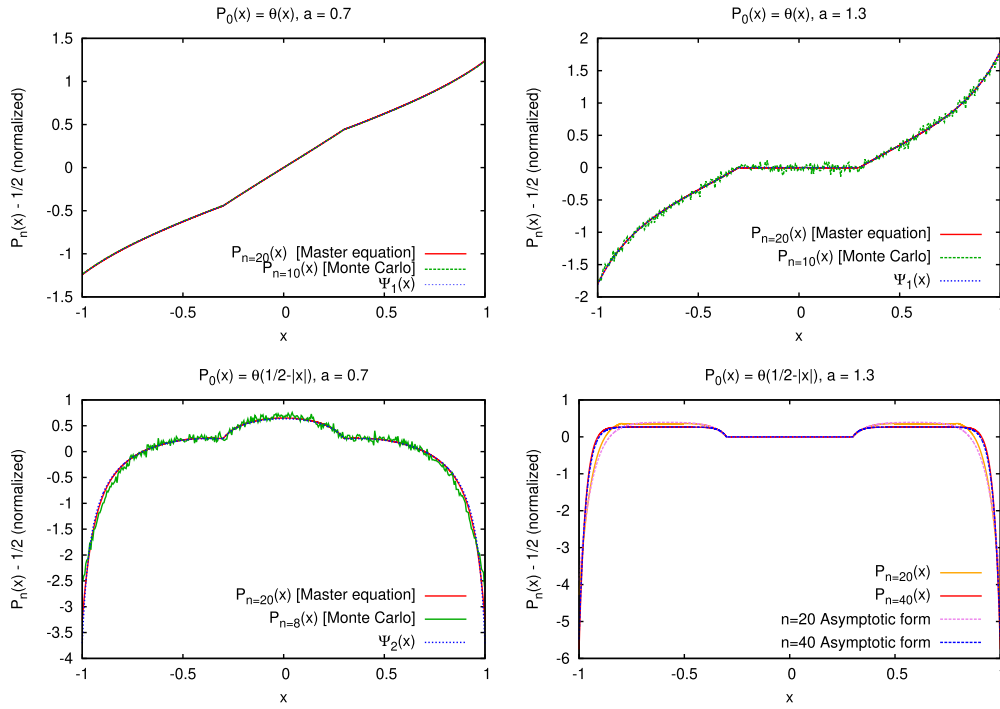 P₀(x) = θ(x), a = 0.7
P₀(x) = θ(x), a = 1.3
1.5
1
0.5
0
-0.5
-1
-1.5
-1
-0.5
0
0.5
1
x
Pₙ(x) - 1/2 (normalized)
Pₙ₌₂₀(x) [Master equation]
Pₙ₌₁₀(x) [Monte Carlo]
Ψ₁(x)
2
1.5
1
0.5
0
-0.5
-1
-1.5
-2
-1
-0.5
0
0.5
1
x
Pₙ(x) - 1/2 (normalized)
Pₙ₌₂₀(x) [Master equation]
Pₙ₌₁₀(x) [Monte Carlo]
Ψ₁(x)
P₀(x) = θ(1/2-|x|), a = 0.7
P₀(x) = θ(1/2-|x|), a = 1.3
1
0.5
0
-0.5
-1
-1.5
-2
-2.5
-3
-3.5
-4
-1
-0.5
0
0.5
1
x
Pₙ(x) - 1/2 (normalized)
Pₙ₌₂₀(x) [Master equation]
Pₙ₌₈(x) [Monte Carlo]
Ψ₂(x)
1
0
-1
-2
-3
-4
-5
-6
-1
-0.5
0
0.5
1
x
Pₙ(x) - 1/2 (normalized)
Pₙ₌₂₀(x)
Pₙ₌₄₀(x)
n=20 Asymptotic form
n=40 Asymptotic form